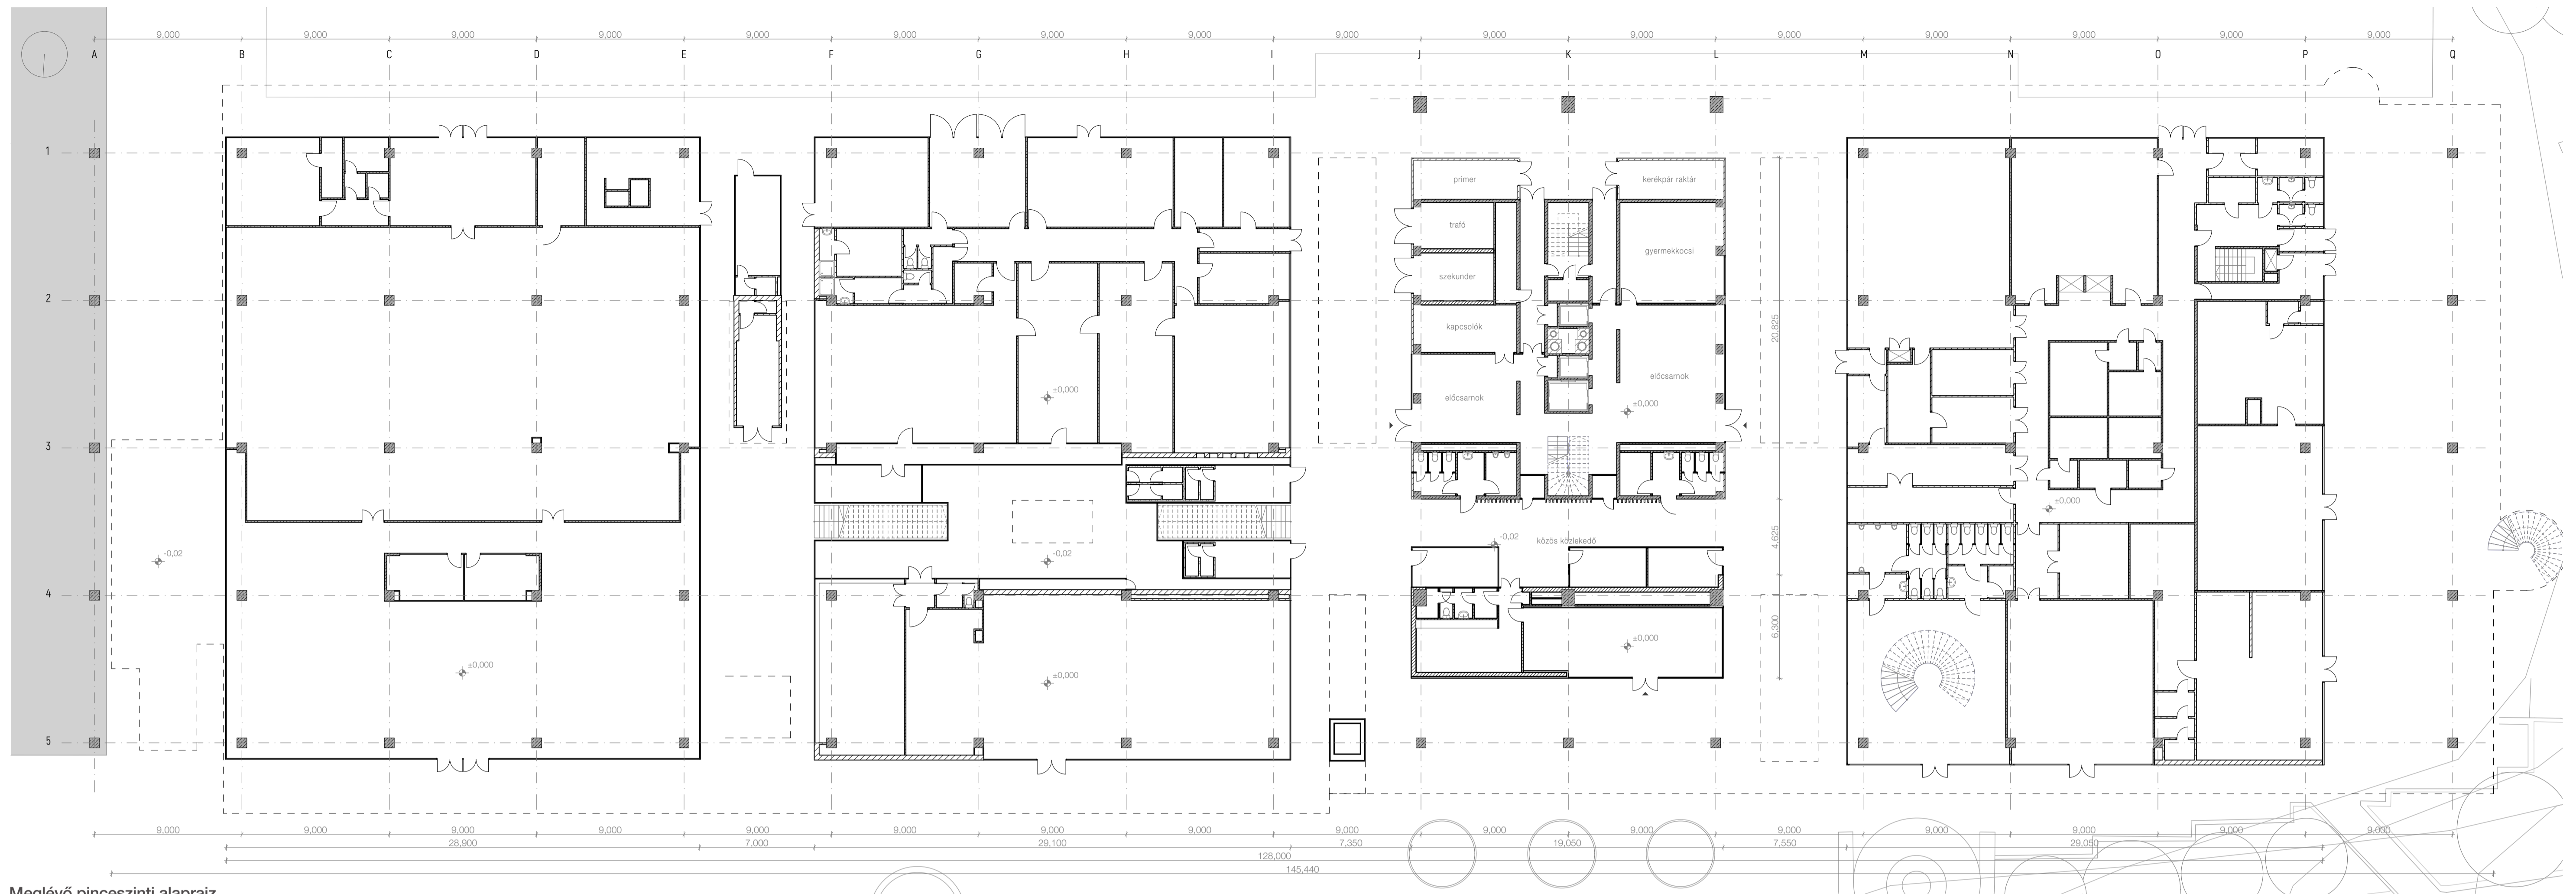 9,000 9,000 9,000 9,000 9,000 9,000 9,000 9,000 9,000 9,000 9,000 9,000 9,000 9,000 9,000 9,000
A B C D E F G H I J K L M N O P Q
1
primer
kerékpár raktár
trafó
gyermekkocsi
szekunder
2
kapcsolók
20,825
előcsarnok
±0,000
előcsarnok
±0,000
3
±0,000
4,625
-0,02
közös közlekedő
-0,02
-0,02
4
6,300
±0,000
±0,000
±0,000
5
9,000 9,000 9,000 9,000 9,000 9,000 9,000 9,000 9,000 9,000 9,000 9,000 9,000 9,000 9,000 9,000
28,900 7,000 29,100 7,350 19,050 7,550 29,050
128,000
145,440
Meglévő pinceszinti alaprajz